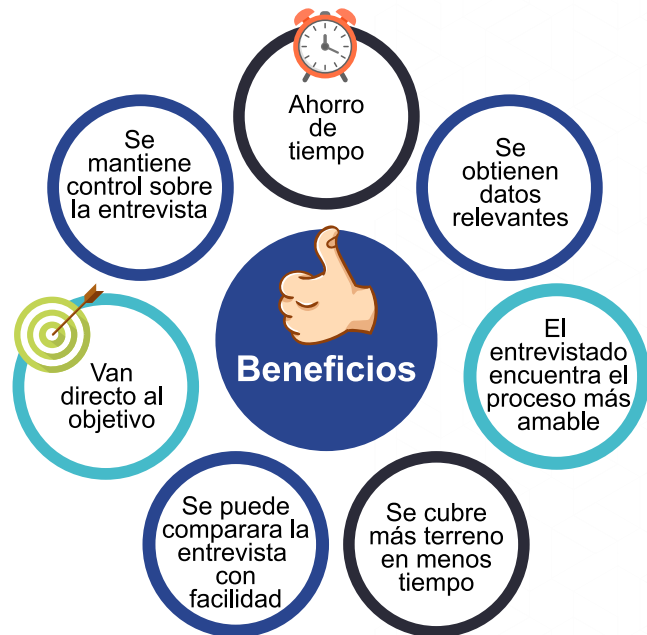 Ahorro
de
tiempo
Se
obtienen
datos
relevantes
El
entrevistado
encuentra el
proceso más
amable
Se cubre
más terreno
en menos
tiempo
Se puede
comparara la
entrevista
con
facilidad
Van
directo al
objetivo
Se
mantiene
control sobre
la entrevista
Beneficios